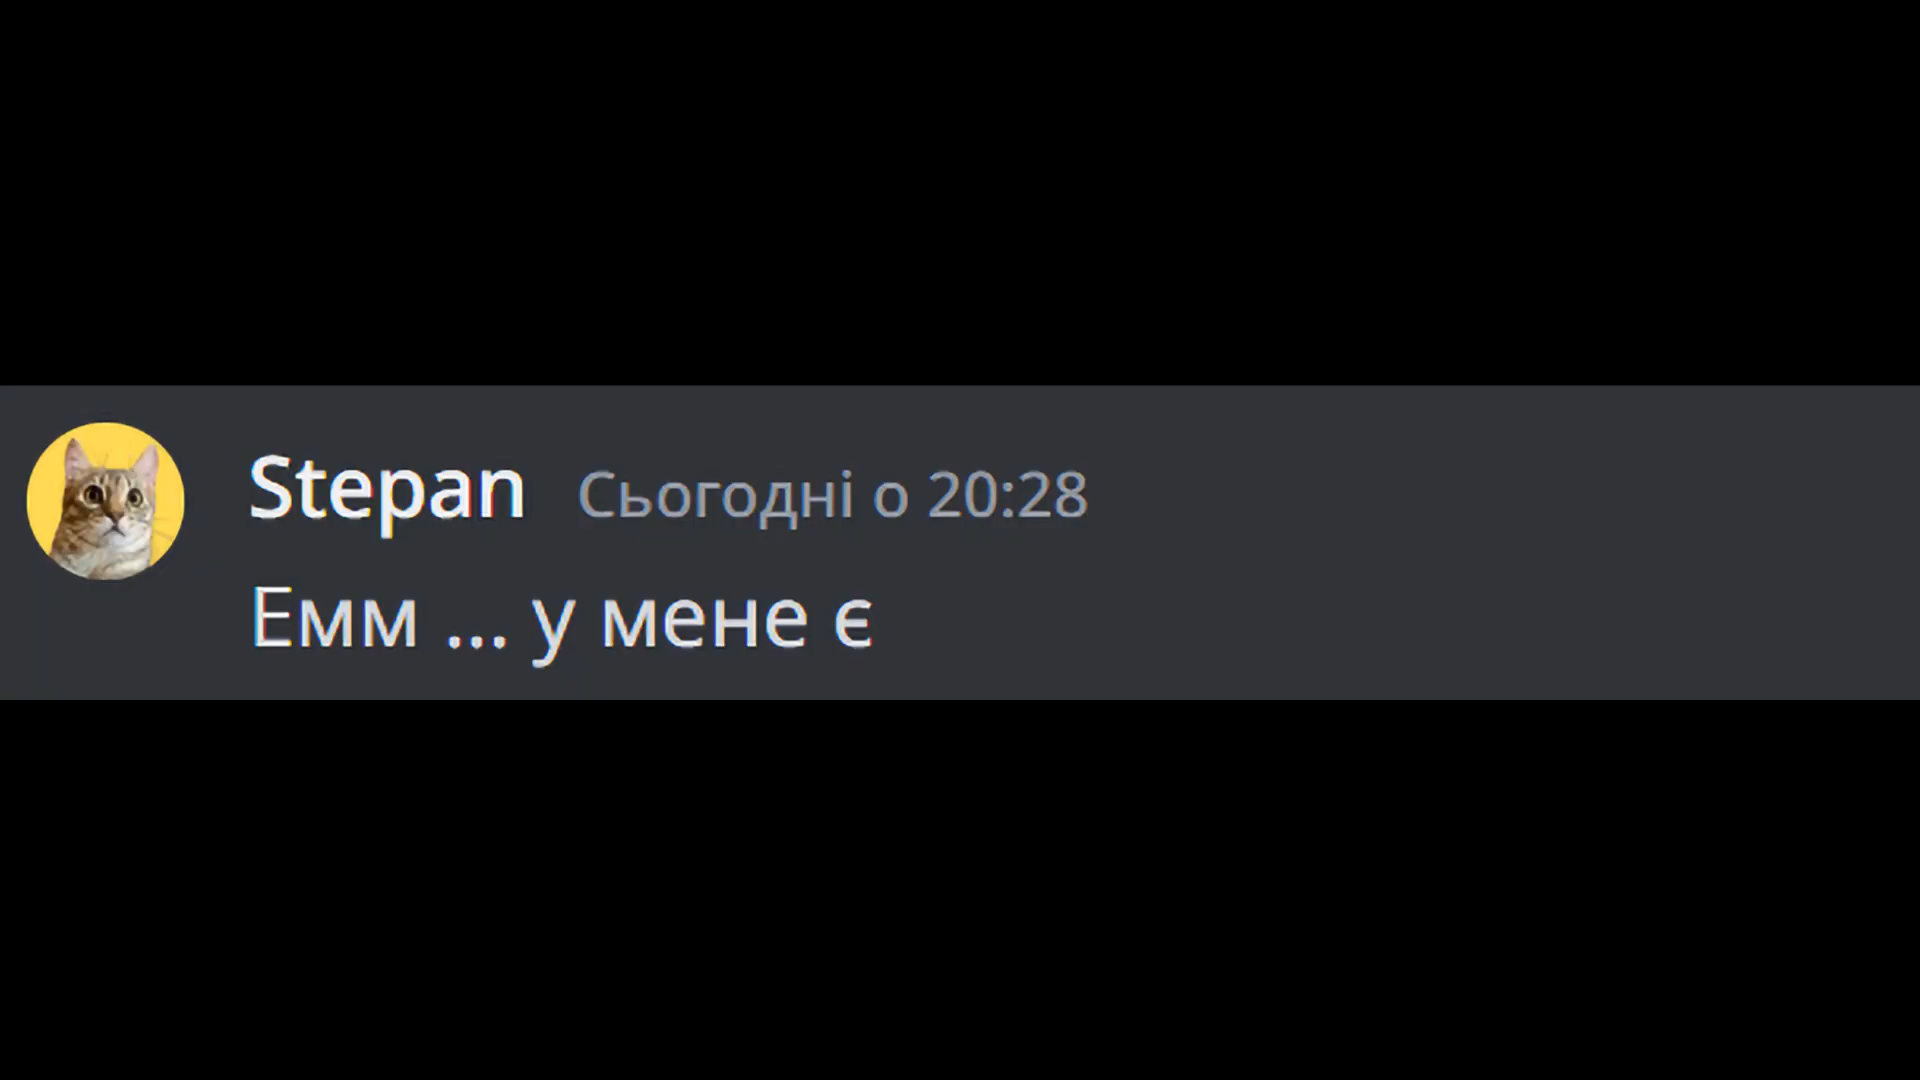 Stepan Сьогодні о 20:28
Емм ... у мене є